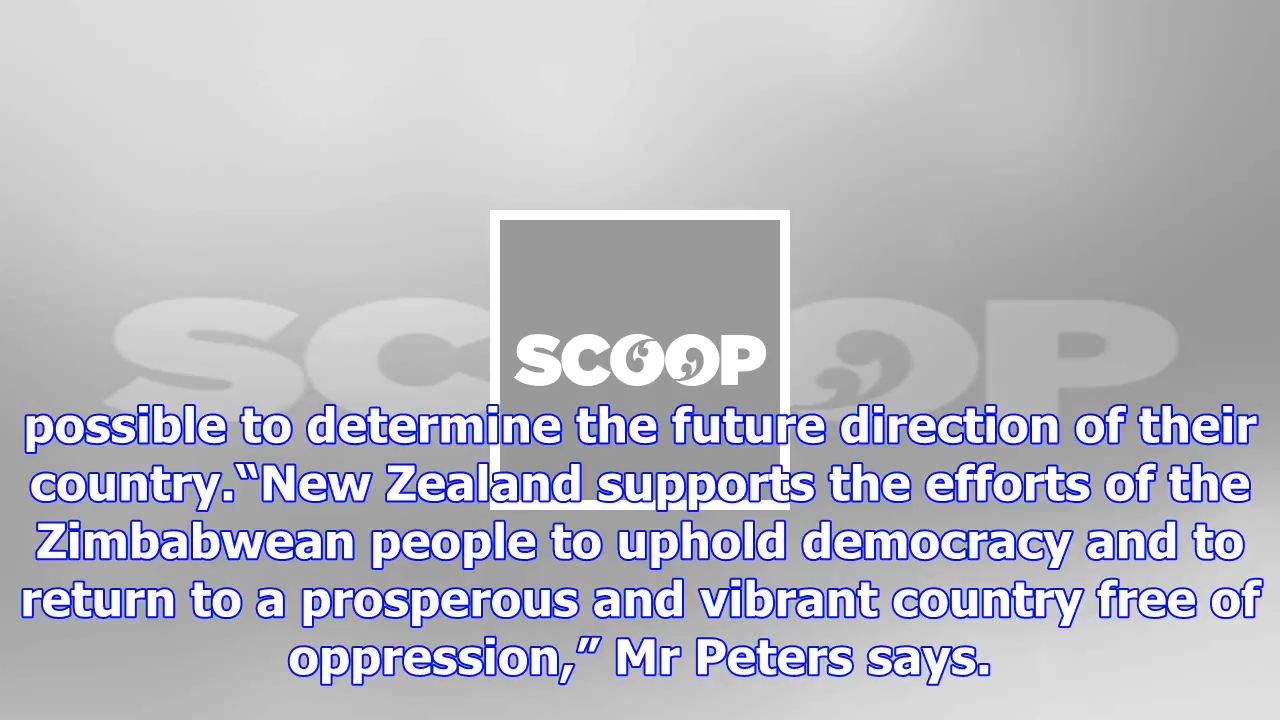 SCOOP
SCOOP
possible to determine the future direction of their
country.“New Zealand supports the efforts of the
Zimbabwean people to uphold democracy and to
return to a prosperous and vibrant country free of
oppression,” Mr Peters says.